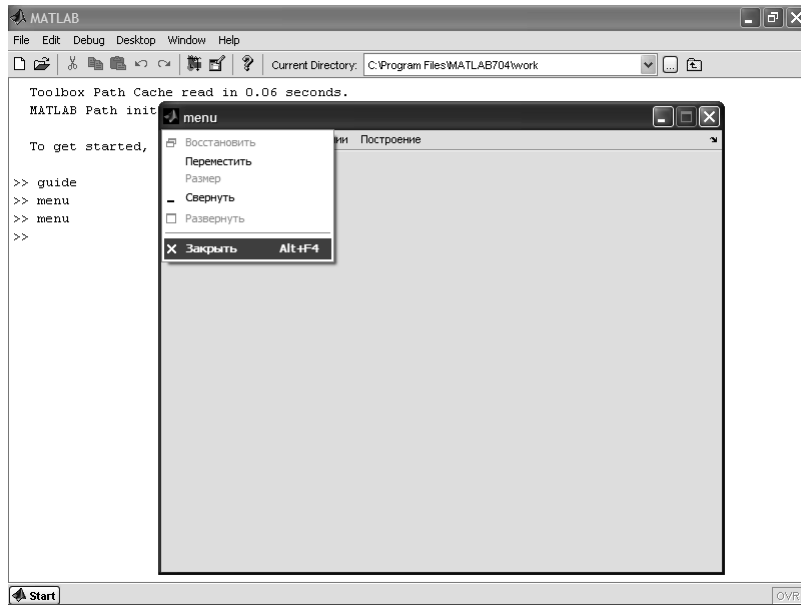 MATLAB
File Edit Debug Desktop Window Help
Current Directory: C:\Program Files\MATLAB704\work
Toolbox Path Cache read in 0.06 seconds.
MATLAB Path init
menu
Построение
Восстановить
To get started,
Переместить
Размер
>> guide
>> menu
Свернуть
>> menu
Развернуть
>>
Закрыть Alt+F4
Start
OVR